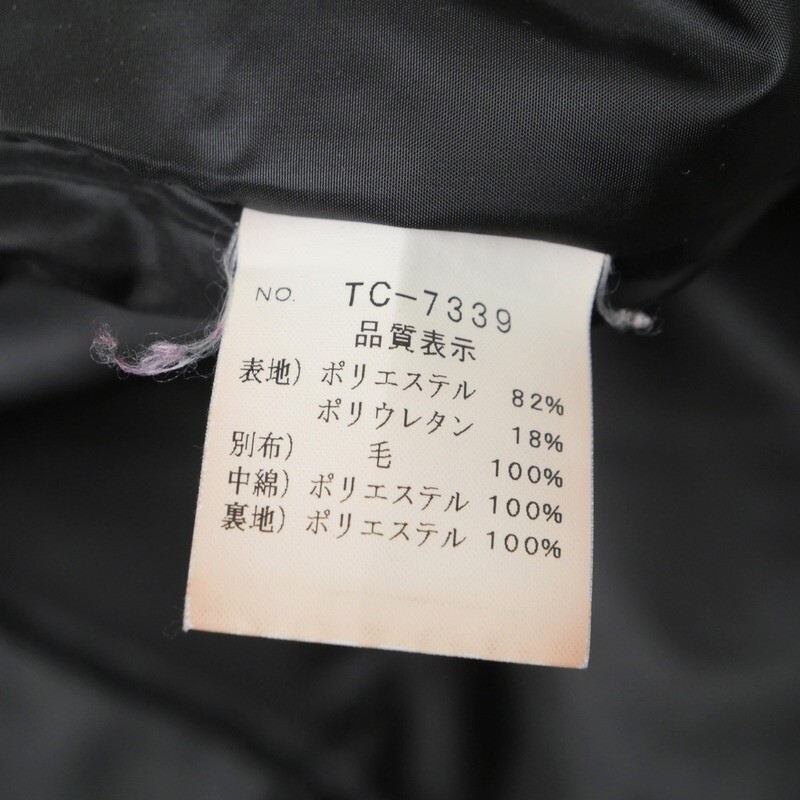 NO. TC-7339
品質表示
表地) ポリエステル 82%
ポリウレタン 18%
別布) 毛 100%
中綿) ポリエステル 100%
裏地) ポリエステル 100%